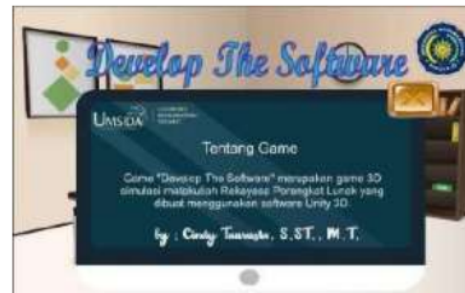 Develop The Software
UMSIDA
Tentang Game
Game "Develop The Software" merupakan game 3D
simulasi matakuliah Rekayasa Perangkat Lunak yang
dibuat menggunakan software Unity 3D.
by : Cindy Taurusta, S.ST., M.T.